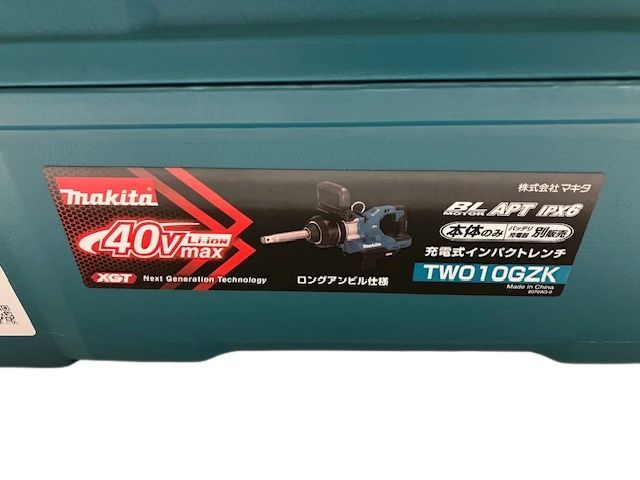 makita
40Vmax Li-ion
XGT Next Generation Technology
ロングアンビル仕様
株式会社 マキタ
BL MOTOR APT IPX6
本体のみ バッテリ 充電器 別販売
充電式インパクトレンチ
TW010GZK
Made in China